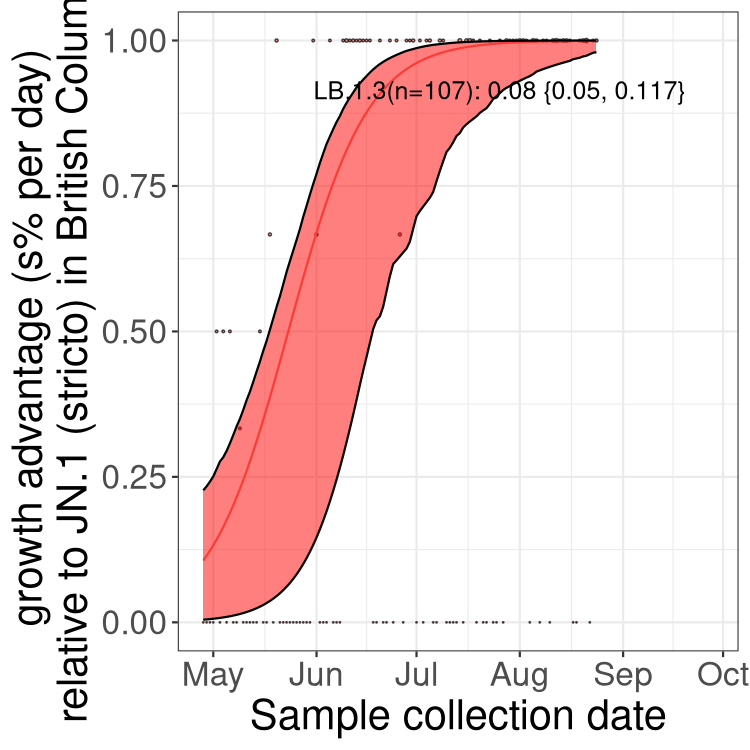 growth advantage (s% per day)
relative to JN.1 (stricto) in British Colum
1.00
0.75
0.50
0.25
0.00
LB.1.3(n=107): 0.08 {0.05, 0.117}
May Jun Jul Aug Sep Oct
Sample collection date